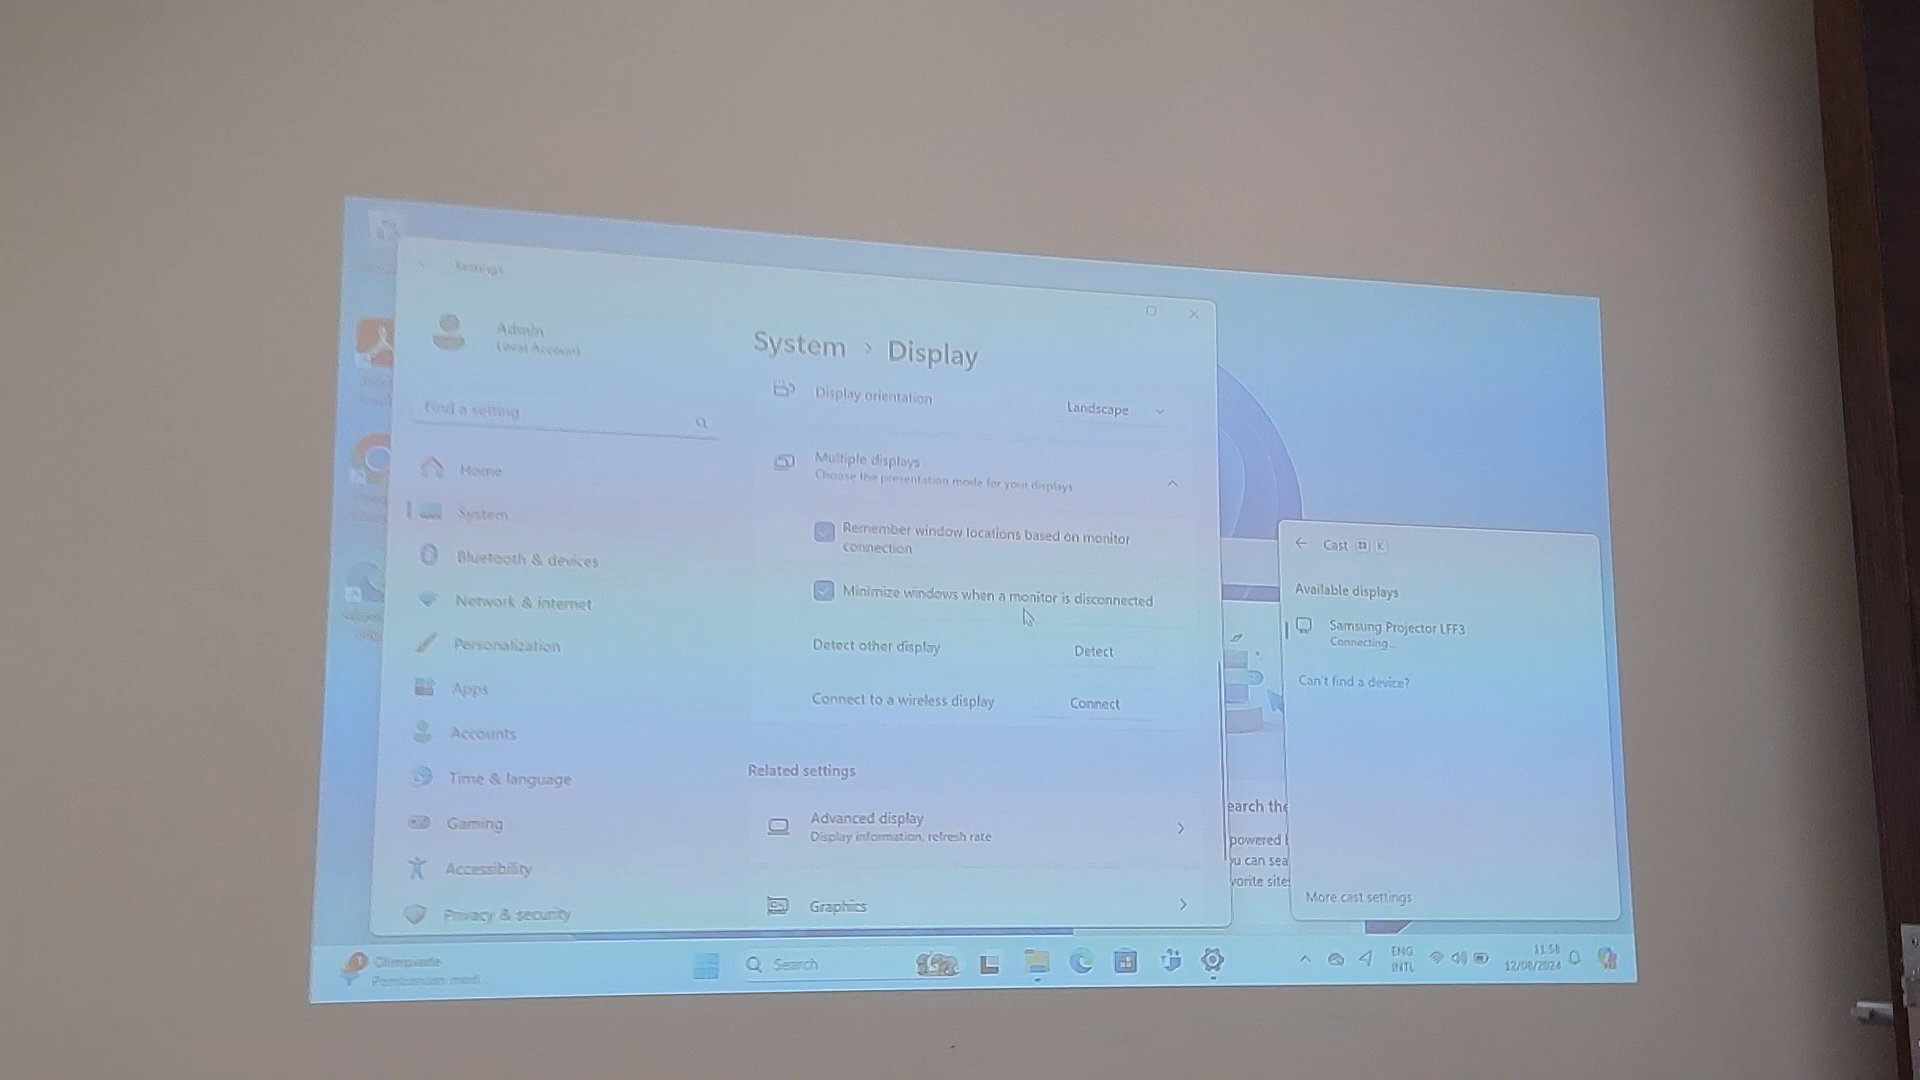 Settings
Admin
Local Account
Find a setting
Home
System
Bluetooth & devices
Network & internet
Personalization
Apps
Accounts
Time & language
Gaming
Accessibility
Privacy & security
System > Display
Display orientation
Landscape
Multiple displays
Choose the presentation mode for your displays
Remember window locations based on monitor
connection
Minimize windows when a monitor is disconnected
Detect other display
Detect
Connect to a wireless display
Connect
Related settings
Advanced display
Display information, refresh rate
Graphics
earch the
powered
u can sea
vorite site
Cast K
Available displays
Samsung Projector LFF3
Connecting...
Can't find a device?
More cast settings
Olimpiade
Search
ENG
INTL
11.58
12/08/2024